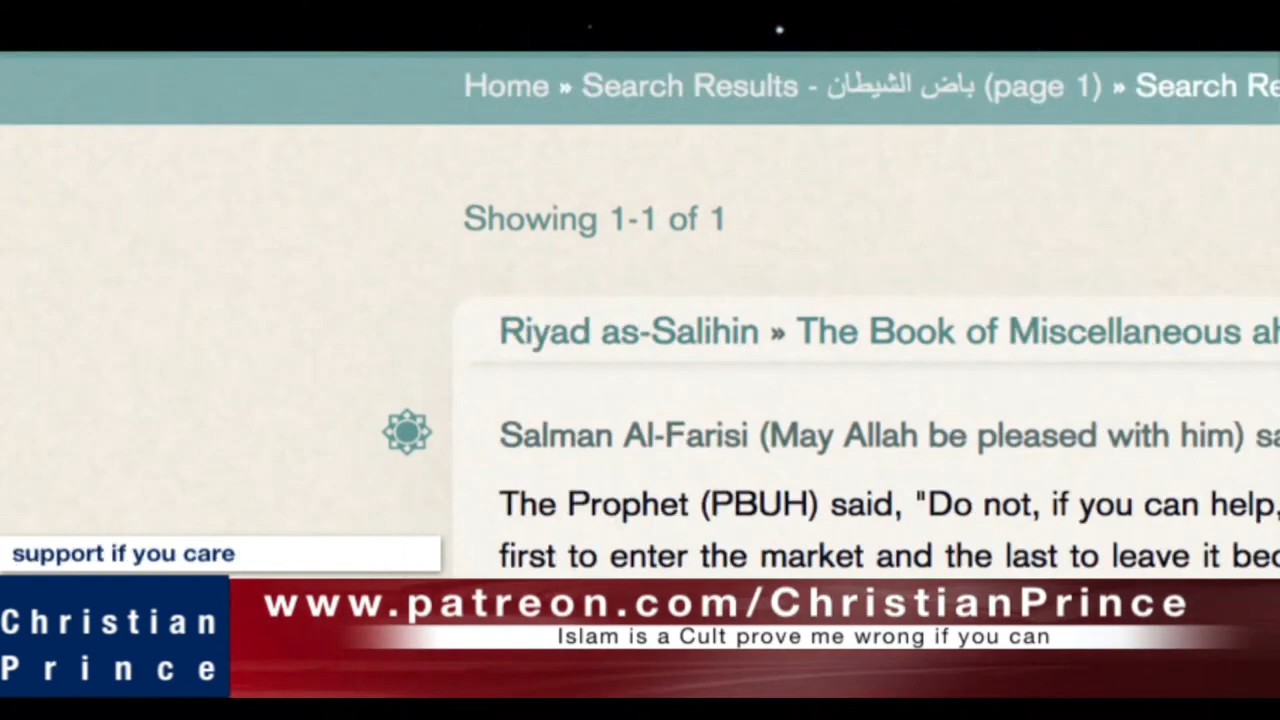 Home » Search Results - باض الشيطان (page 1) » Search Re
Showing 1-1 of 1
Riyad as-Salihin » The Book of Miscellaneous ah
Salman Al-Farisi (May Allah be pleased with him) sa
The Prophet (PBUH) said, "Do not, if you can help,
first to enter the market and the last to leave it bec
support if you care
Christian
Prince
www.patreon.com/ChristianPrince
Islam is a Cult prove me wrong if you can